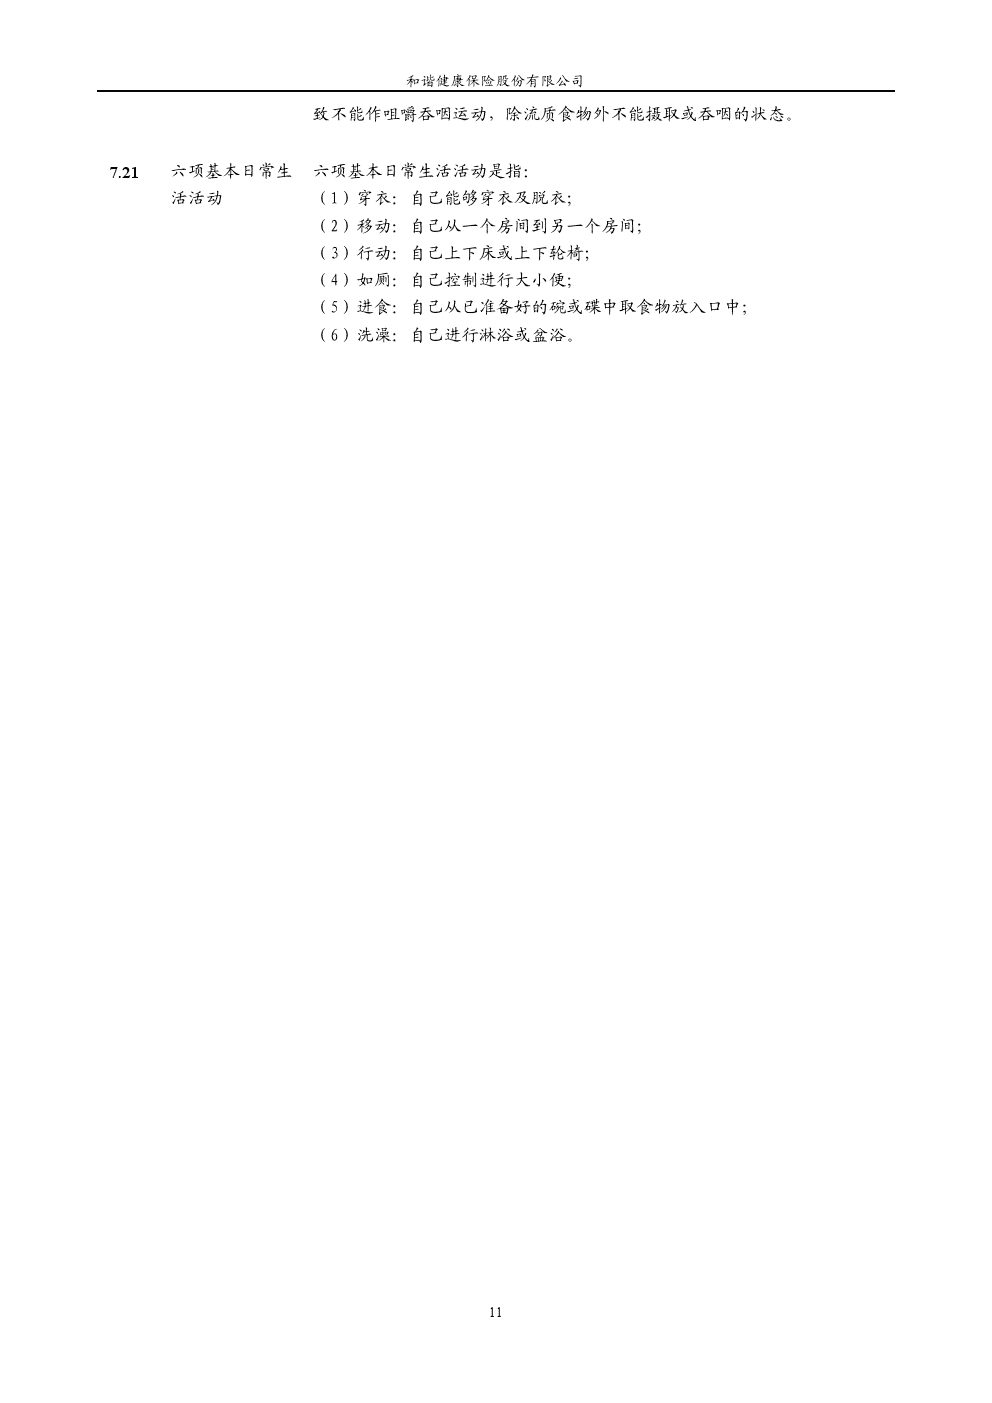 和谐健康保险股份有限公司
致不能作咀嚼吞咽运动，除流质食物外不能摄取或吞咽的状态。
7.21 六项基本日常生 六项基本日常生活活动是指：
活活动 （1）穿衣：自己能够穿衣及脱衣；
（2）移动：自己从一个房间到另一个房间；
（3）行动：自己上下床或上下轮椅；
（4）如厕：自己控制进行大小便；
（5）进食：自己从已准备好的碗或碟中取食物放入口中；
（6）洗澡：自己进行淋浴或盆浴。
11